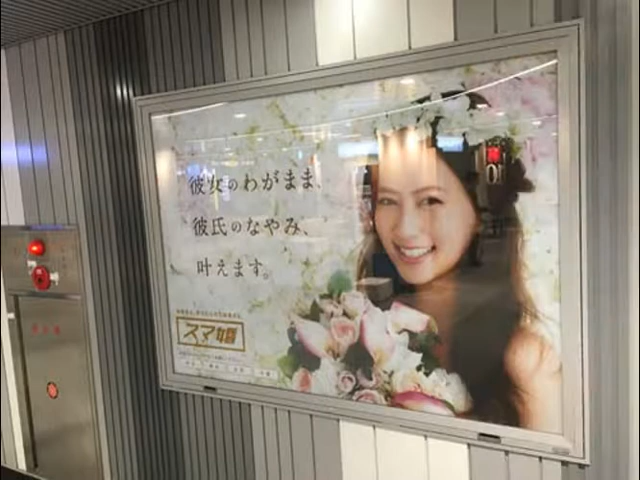 彼女のわがまま、
彼氏のなやみ、
叶えます。
スマ婚